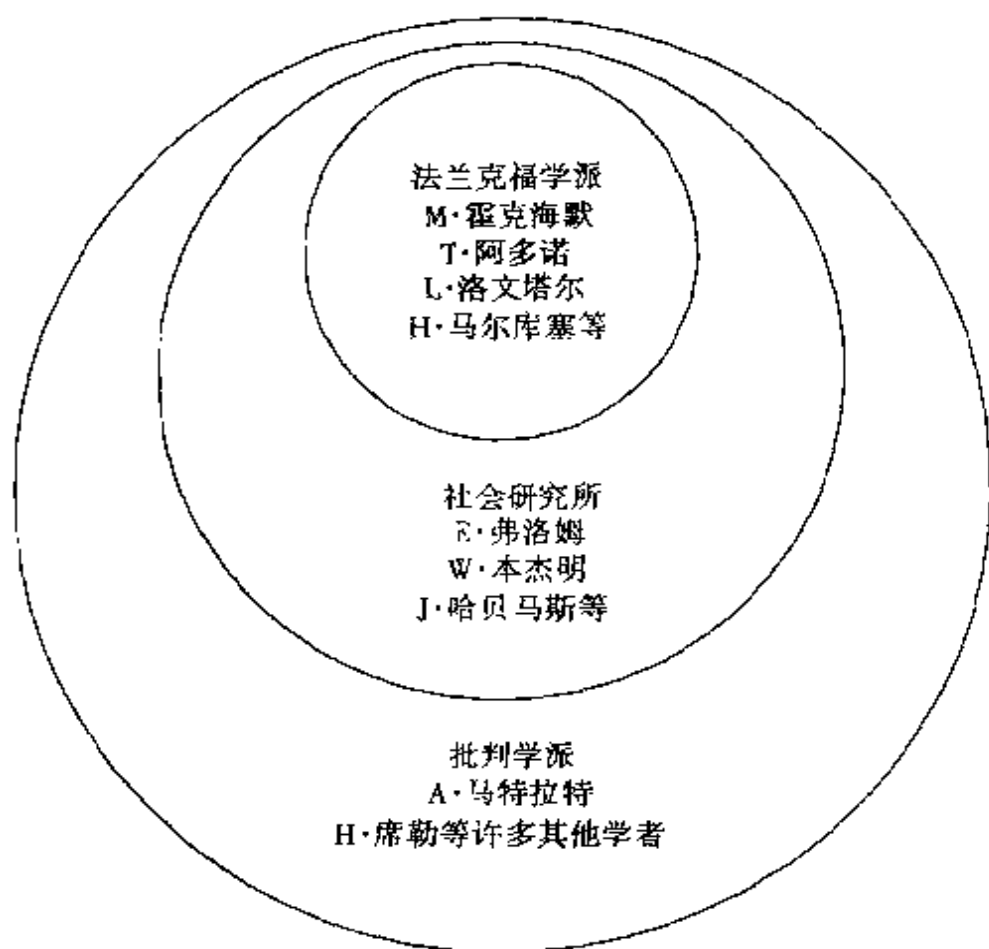 法兰克福学派
M·霍克海默
T·阿多诺
L·洛文塔尔
H·马尔库塞等
社会研究所
E·弗洛姆
W·本杰明
J·哈贝马斯等
批判学派
A·马特拉特
H·席勒等许多其他学者